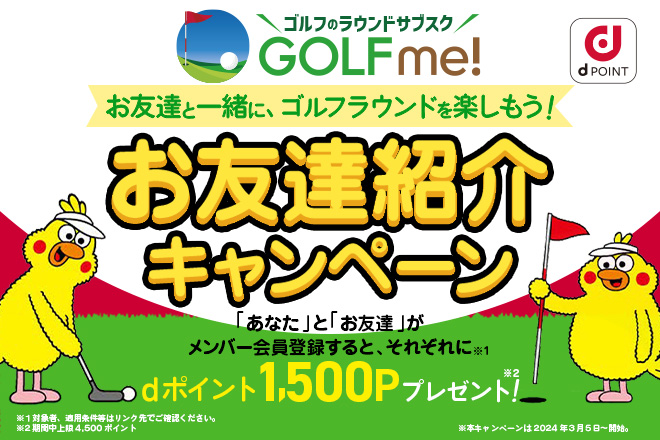 ゴルフのラウンドサブスク
GOLFme!
d POINT
お友達と一緒に、ゴルフラウンドを楽しもう!
お友達紹介
キャンペーン
「あなた」と「お友達」が
メンバー会員登録すると、それぞれに※1
dポイント1,500Pプレゼント!※2
※1 対象者、適用条件等はリンク先でご確認ください。
※2 期間中上限4,500ポイント
※本キャンペーンは2024年3月5日~開始。